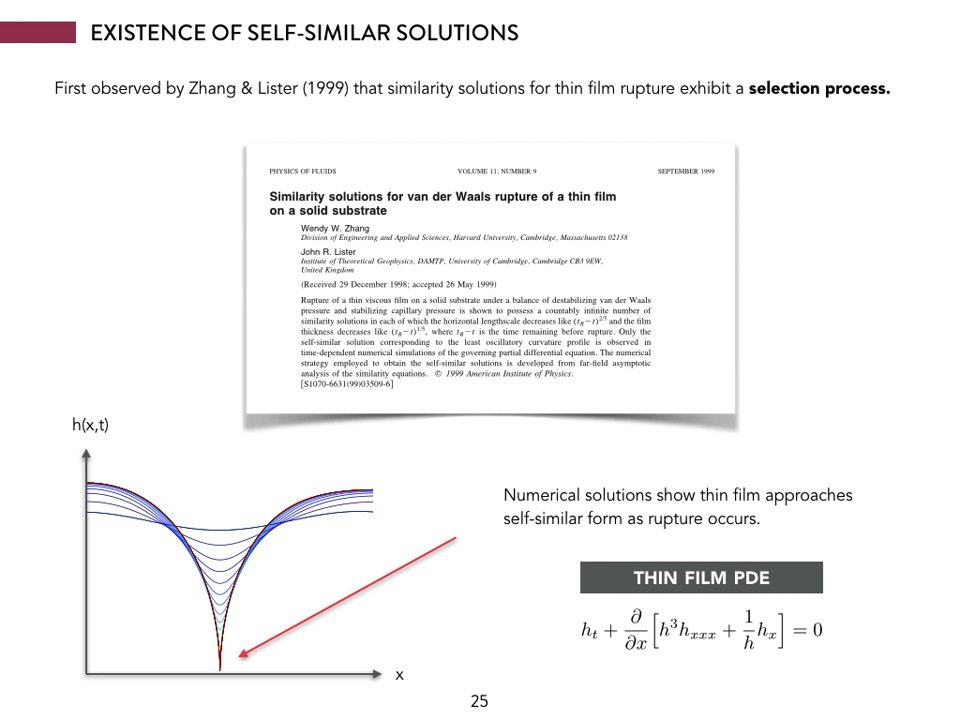 EXISTENCE OF SELF-SIMILAR SOLUTIONS
First observed by Zhang & Lister (1999) that similarity solutions for thin film rupture exhibit a selection process.
PHYSICS OF FLUIDS VOLUME 11, NUMBER 9 SEPTEMBER 1999
Similarity solutions for van der Waals rupture of a thin film
on a solid substrate
Wendy W. Zhang
Division of Engineering and Applied Sciences, Harvard University, Cambridge, Massachusetts 02138
John R. Lister
Institute of Theoretical Geophysics, DAMTP, University of Cambridge, Cambridge CB3 9EW,
United Kingdom
(Received 29 December 1998; accepted 26 May 1999)
Rupture of a thin viscous film on a solid substrate under a balance of destabilizing van der Waals
pressure and stabilizing capillary pressure is shown to possess a countably infinite number of
similarity solutions in each of which the horizontal lengthscale decreases like (t_R−t)^{2/5} and the film
thickness decreases like (t_R−t)^{1/5}, where t_R−t is the time remaining before rupture. Only the
self-similar solution corresponding to the least oscillatory curvature profile is observed in
time-dependent numerical simulations of the governing partial differential equation. The numerical
strategy employed to obtain the self-similar solutions is developed from far-field asymptotic
analysis of the similarity equations. © 1999 American Institute of Physics.
[S1070-6631(99)03509-6]
h(x,t)
x
Numerical solutions show thin film approaches
self-similar form as rupture occurs.
THIN FILM PDE
h_t + ∂/∂x [h^3 h_{xxx} + 1/h h_x] = 0
25